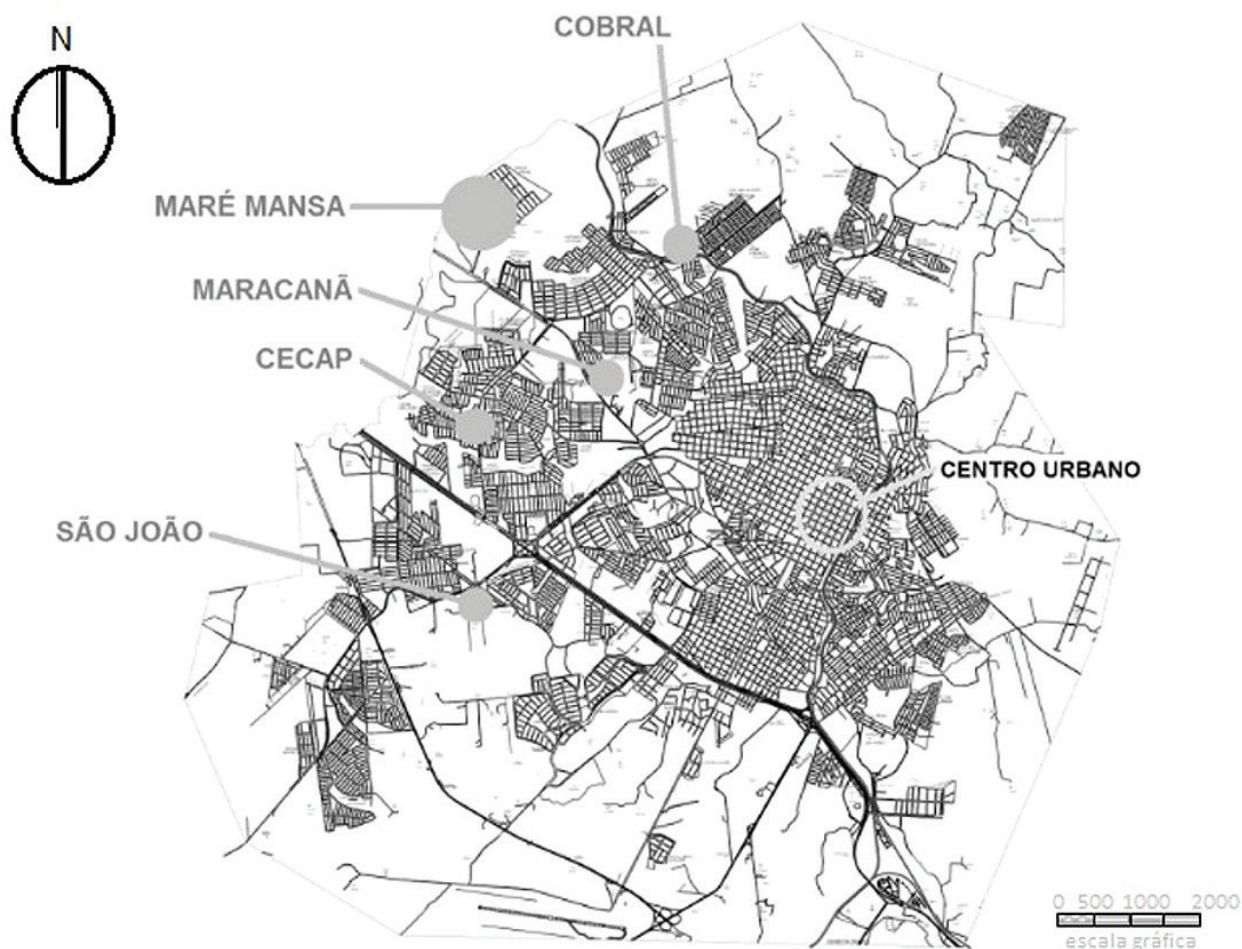 COBRAL
N
MARÉ MANSA
MARACANÃ
CECAP
CENTRO URBANO
SÃO JOÃO
0 500 1000 2000
escala gráfica